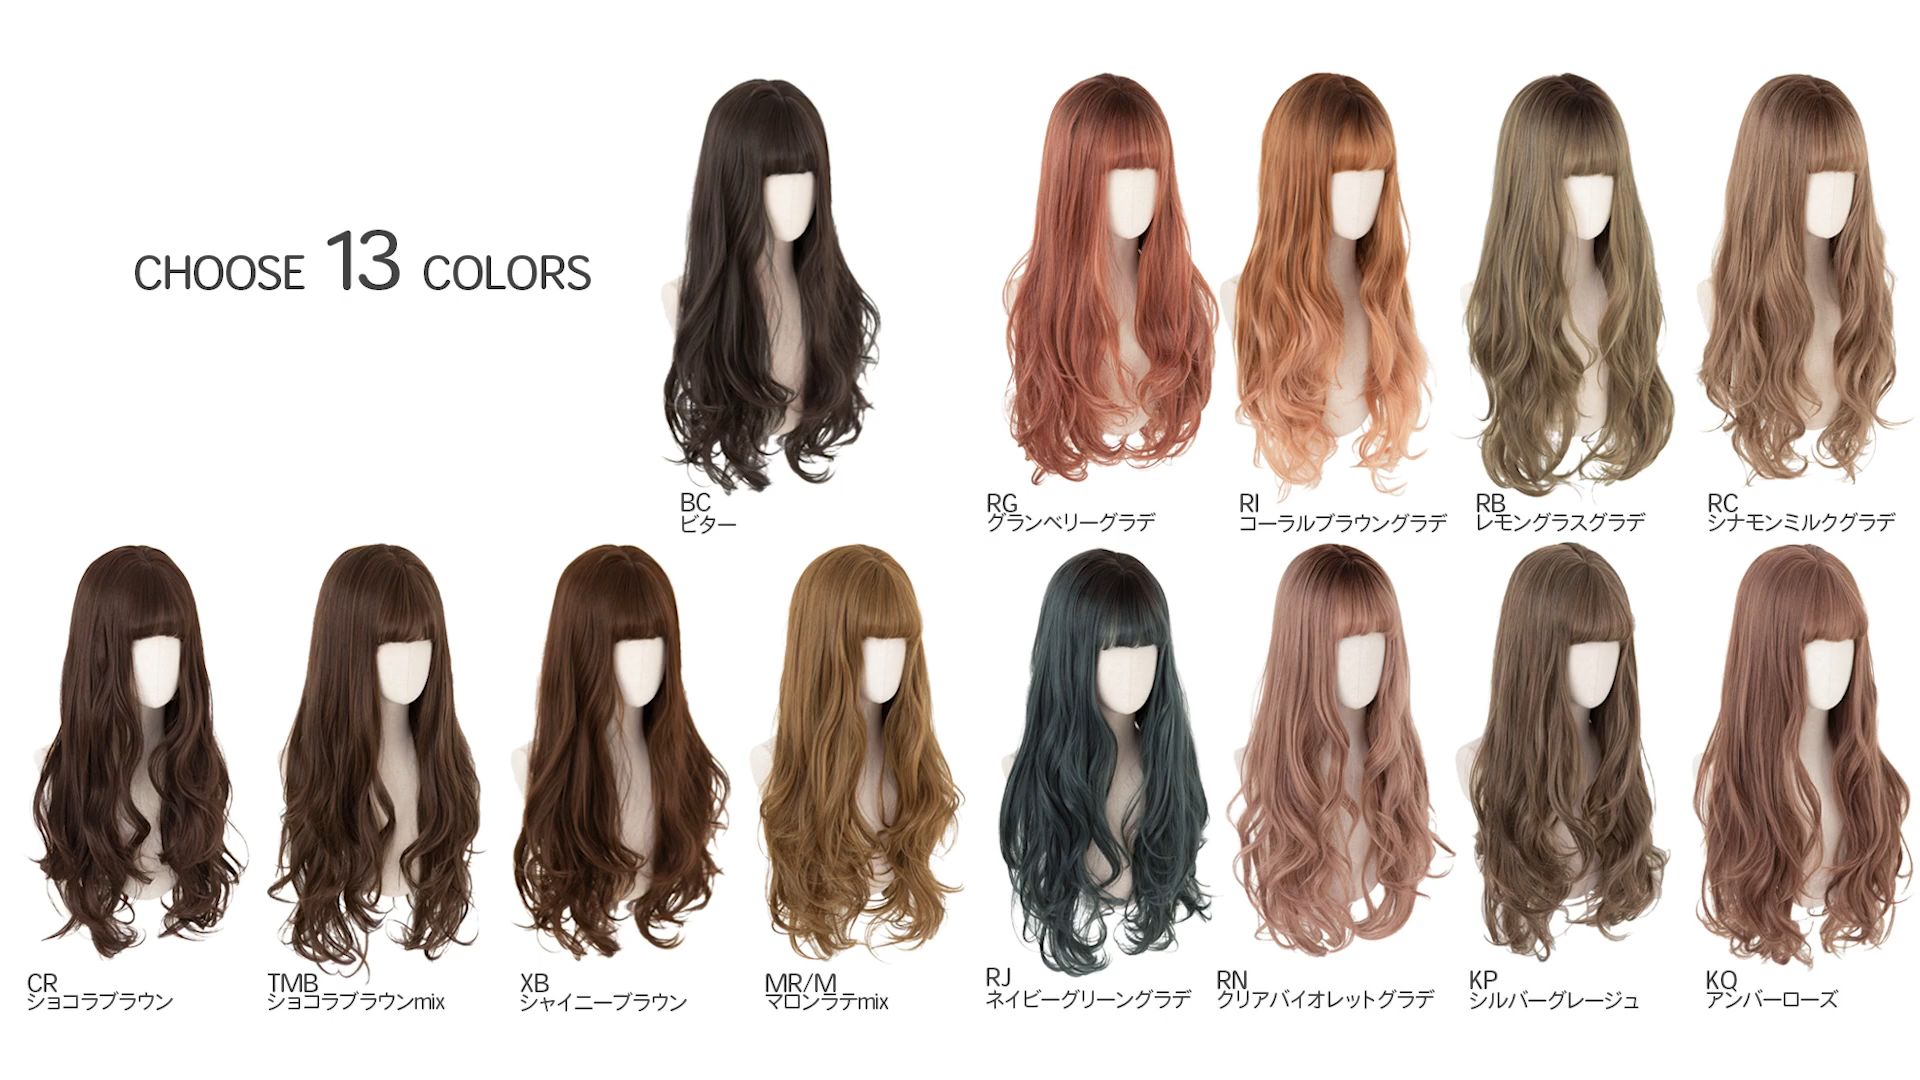 CHOOSE 13 COLORS
BC
ビター
RG
グランベリーグラデ
RI
コーラルブラウングラデ
RB
レモングラスグラデ
RC
シナモンミルクグラデ
CR
ショコラブラウン
TMB
ショコラブラウンmix
XB
シャイニーブラウン
MR/M
マロンラテmix
RJ
ネイビーグリーングラデ
RN
クリアバイオレットグラデ
KP
シルバーグレージュ
KQ
アンバーローズ